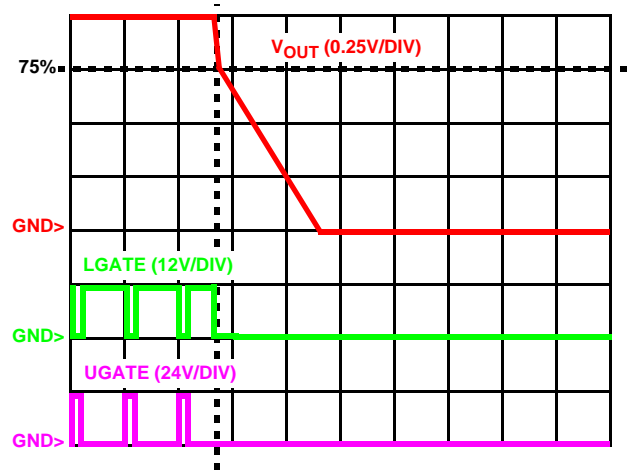 VOUT (0.25V/DIV)
75%
GND>
LGATE (12V/DIV)
GND>
UGATE (24V/DIV)
GND>